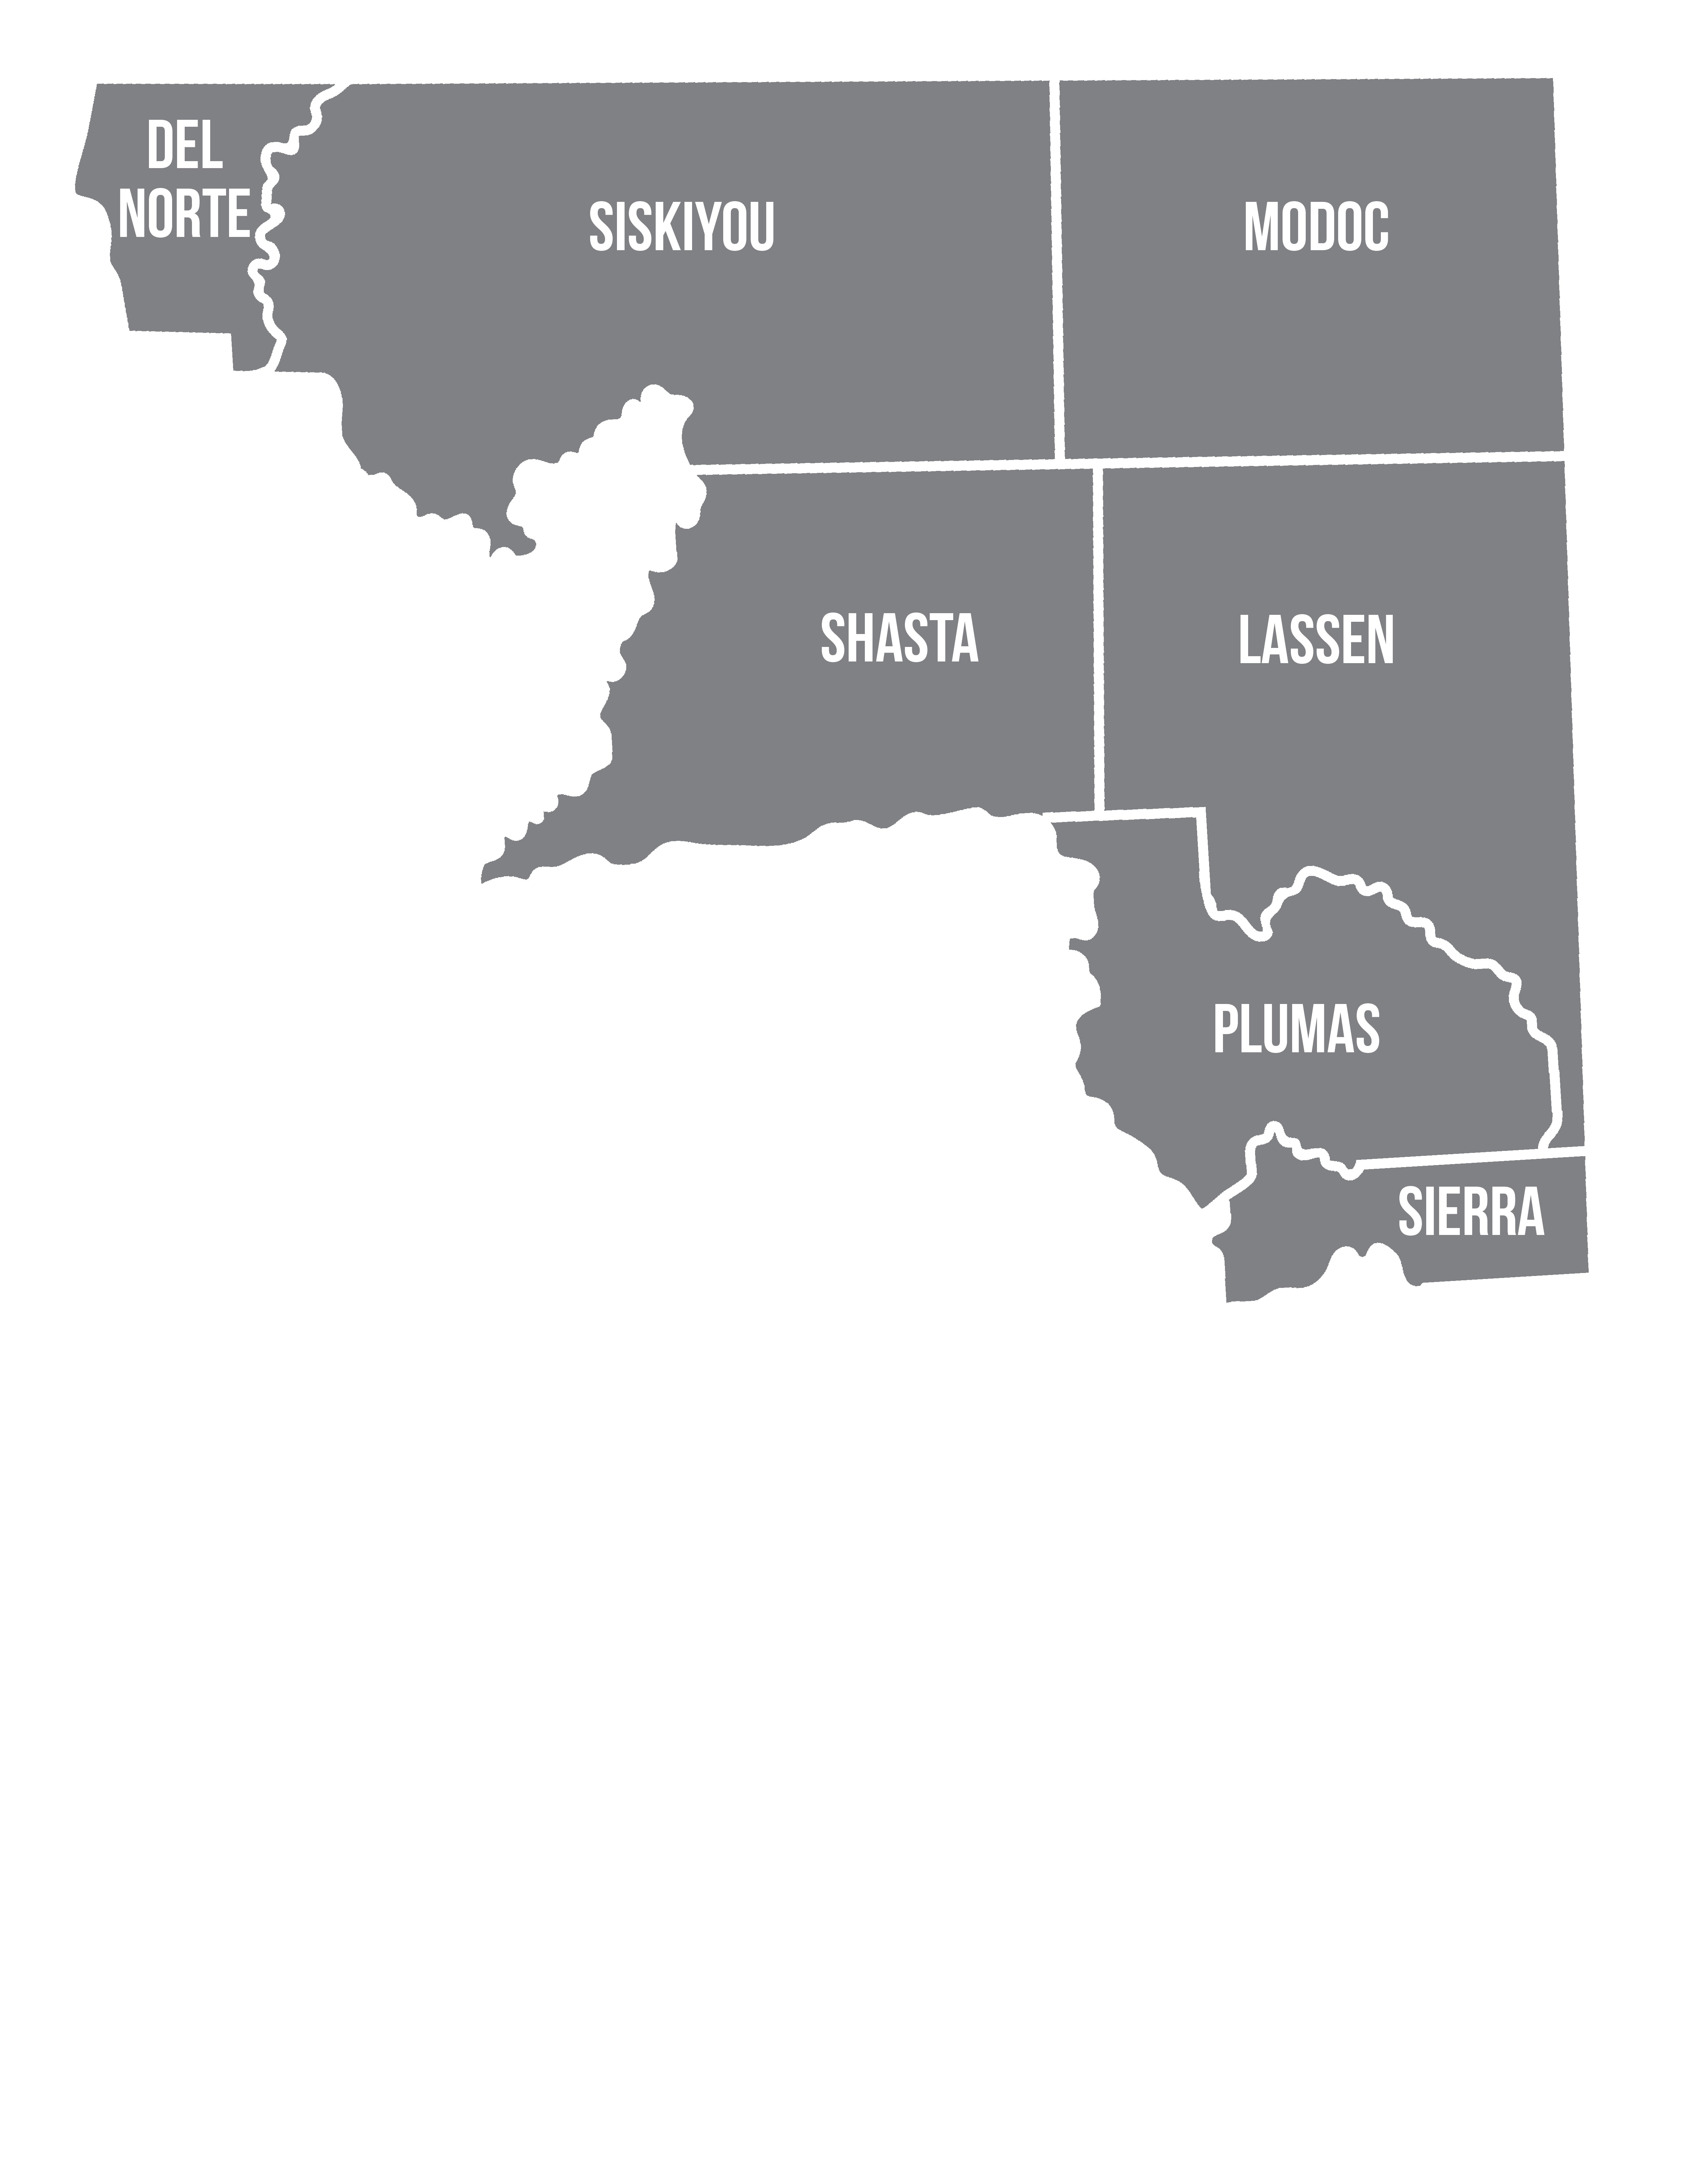 DEL
NORTE
SISKIYOU
MODOC
SHASTA
LASSEN
PLUMAS
SIERRA